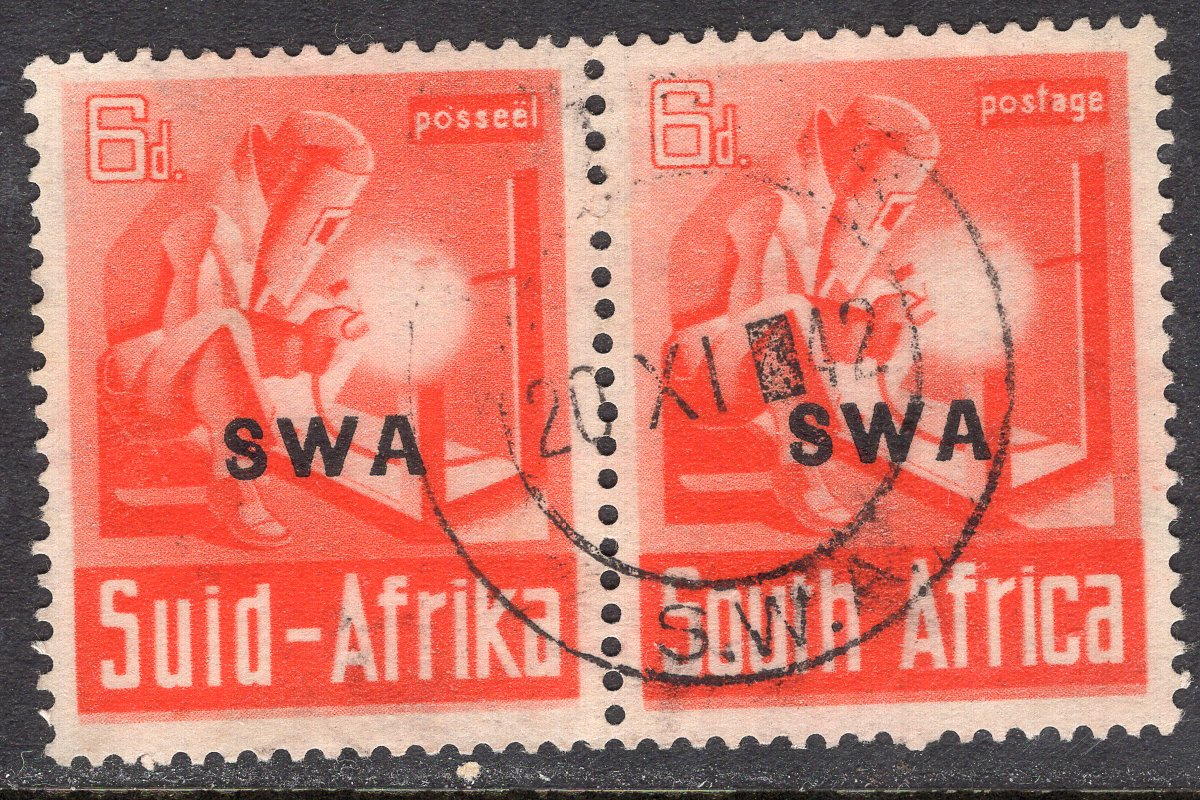 6d. posseël
SWA
Suid-Afrika
6d. postage
SWA
South Africa
20 XI 42
S.W.A.